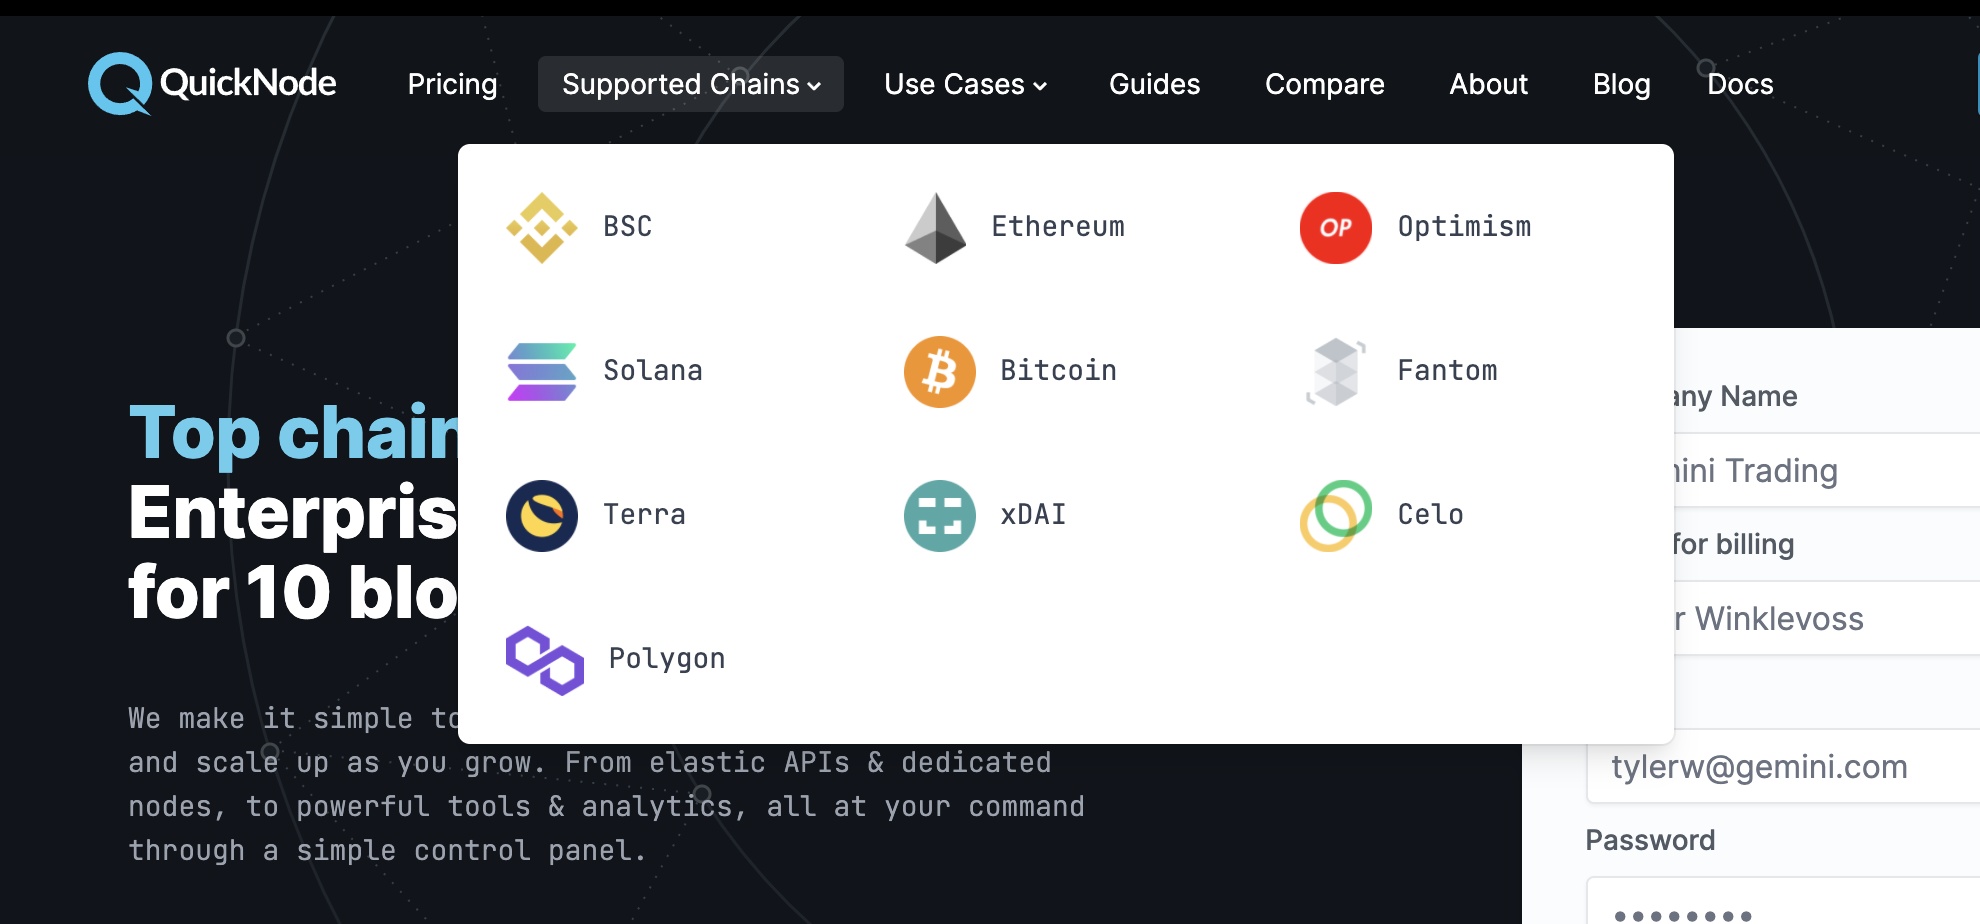 QuickNode
Pricing
Supported Chains
Use Cases
Guides
Compare
About
Blog
Docs
BSC
Ethereum
OP
Optimism
Solana
Bitcoin
Fantom
Terra
xDAI
Celo
Polygon
Top chain
Enterpris
for 10 blo
We make it simple to
and scale up as you grow. From elastic APIs & dedicated
nodes, to powerful tools & analytics, all at your command
through a simple control panel.
any Name
ini Trading
for billing
r Winklevoss
tylerw@gemini.com
Password